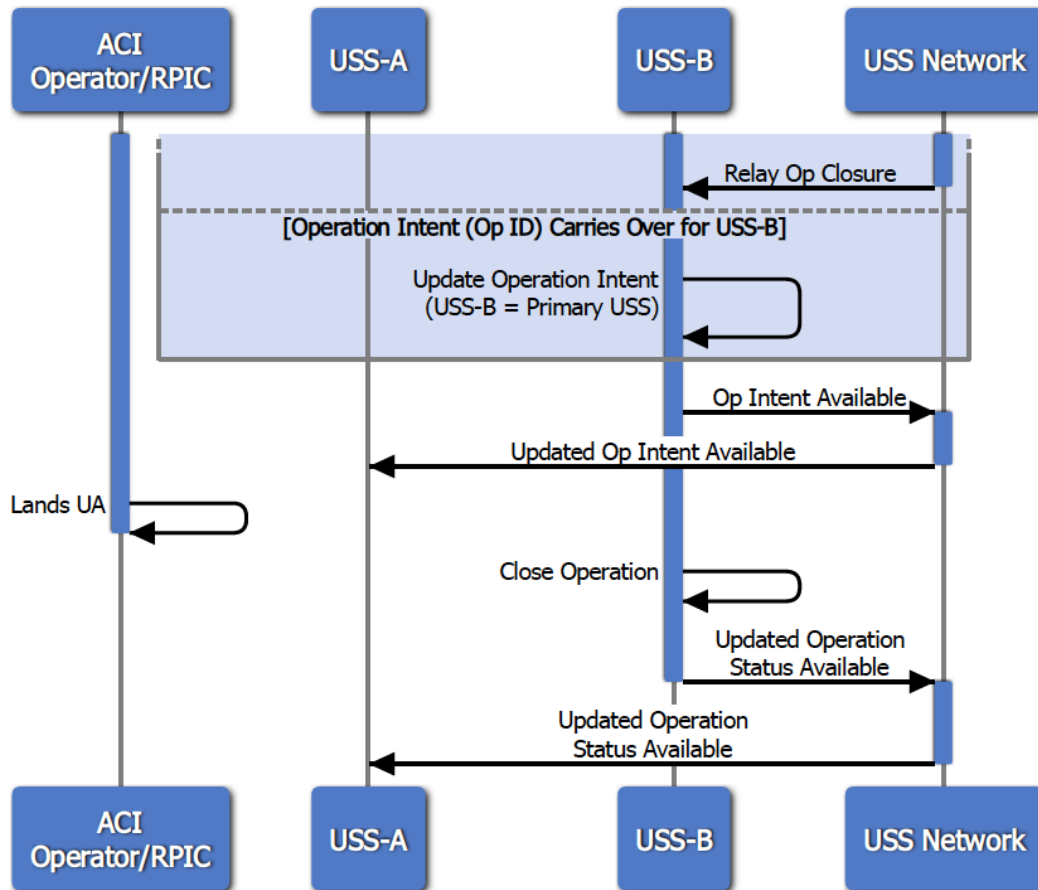 ACI
Operator/RPIC
USS-A
USS-B
USS Network
Relay Op Closure
[Operation Intent (Op ID) Carries Over for USS-B]
Update Operation Intent
(USS-B = Primary USS)
Op Intent Available
Updated Op Intent Available
Lands UA
Close Operation
Updated Operation
Status Available
Updated Operation
Status Available
ACI
Operator/RPIC
USS-A
USS-B
USS Network